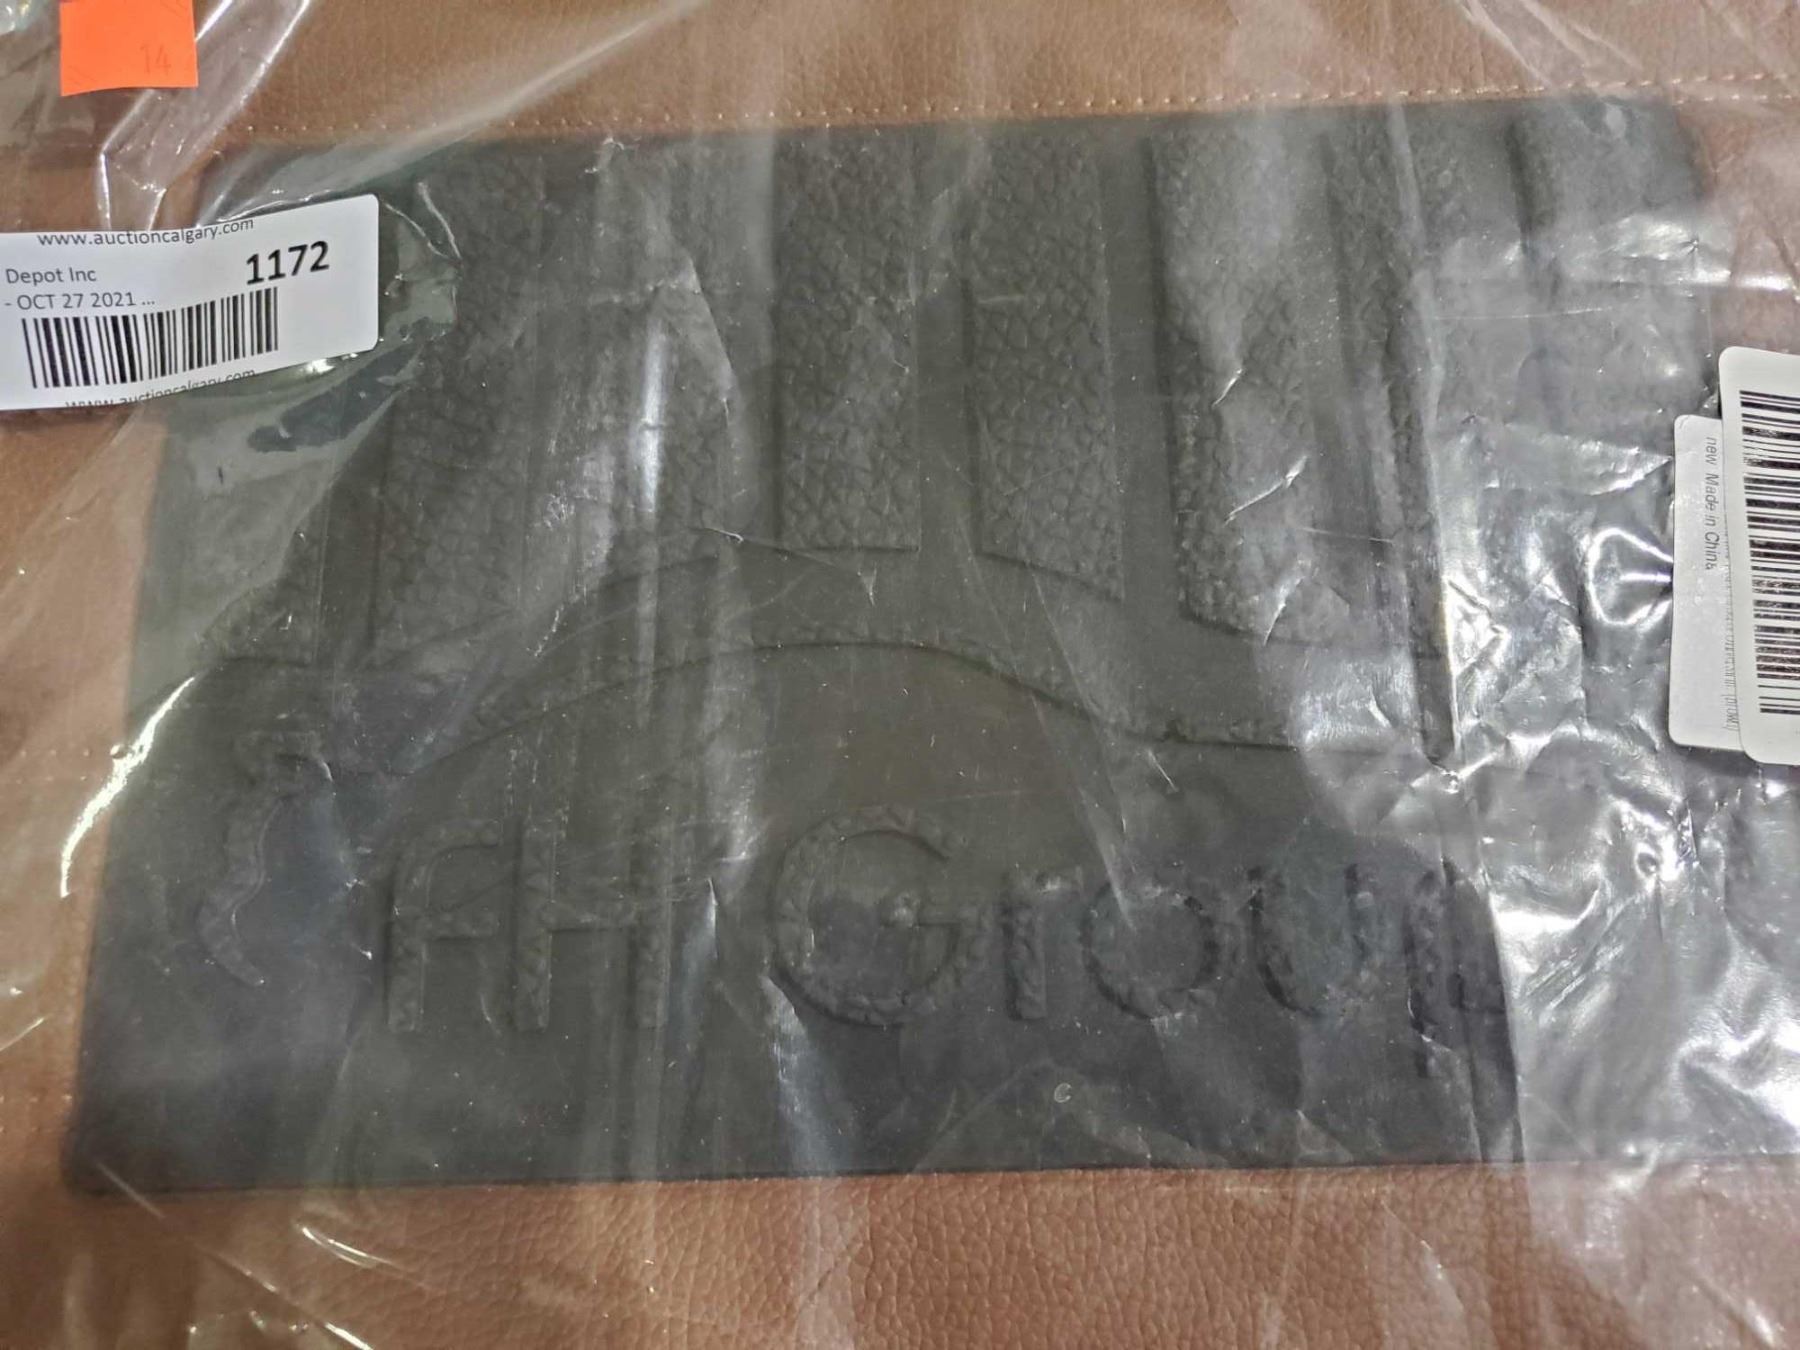 14
www.auctioncalgary.com
Depot Inc
1172
- OCT 27 2021 ...
www.auctioncalgary.com
fH Group
new Made in China